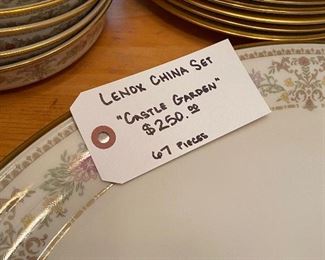 LENOX CHINA SET
"CASTLE GARDEN"
$250.00
67 PIECES